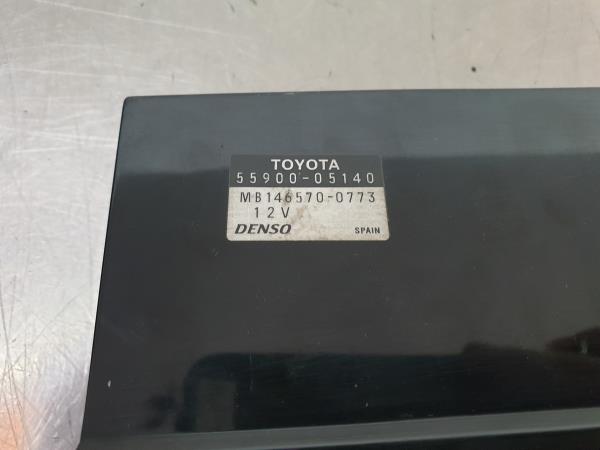 TOYOTA
55900-05140
MB146570-0773
12V
DENSO SPAIN